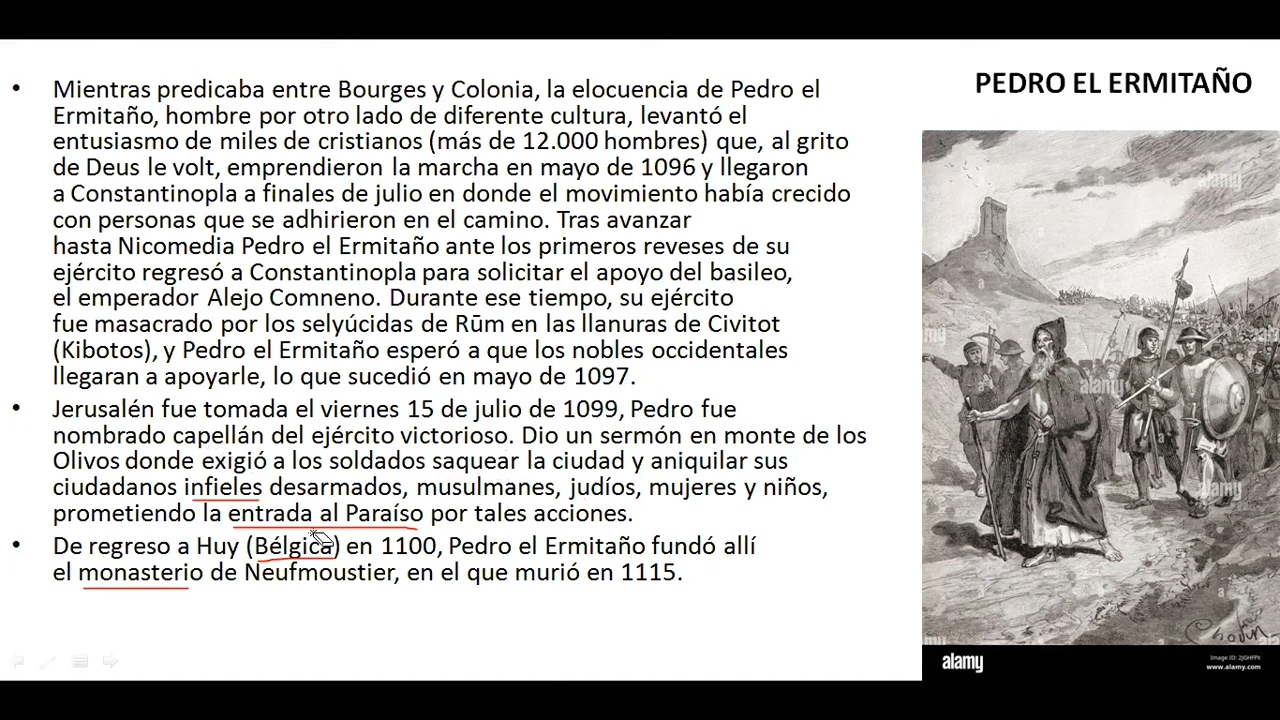 PEDRO EL ERMITAÑO
• Mientras predicaba entre Bourges y Colonia, la elocuencia de Pedro el
Ermitaño, hombre por otro lado de diferente cultura, levantó el
entusiasmo de miles de cristianos (más de 12.000 hombres) que, al grito
de Deus le volt, emprendieron la marcha en mayo de 1096 y llegaron
a Constantinopla a finales de julio en donde el movimiento había crecido
con personas que se adhirieron en el camino. Tras avanzar
hasta Nicomedia Pedro el Ermitaño ante los primeros reveses de su
ejército regresó a Constantinopla para solicitar el apoyo del basileo,
el emperador Alejo Comneno. Durante ese tiempo, su ejército
fue masacrado por los selyúcidas de Rūm en las llanuras de Civitot
(Kibotos), y Pedro el Ermitaño esperó a que los nobles occidentales
llegaran a apoyarle, lo que sucedió en mayo de 1097.
• Jerusalén fue tomada el viernes 15 de julio de 1099, Pedro fue
nombrado capellán del ejército victorioso. Dio un sermón en monte de los
Olivos donde exigió a los soldados saquear la ciudad y aniquilar sus
ciudadanos infieles desarmados, musulmanes, judíos, mujeres y niños,
prometiendo la entrada al Paraíso por tales acciones.
• De regreso a Huy (Bélgica) en 1100, Pedro el Ermitaño fundó allí
el monasterio de Neufmoustier, en el que murió en 1115.
alamy
alamy
alamy
alamy
Image ID: 2JGHFPX
www.alamy.com